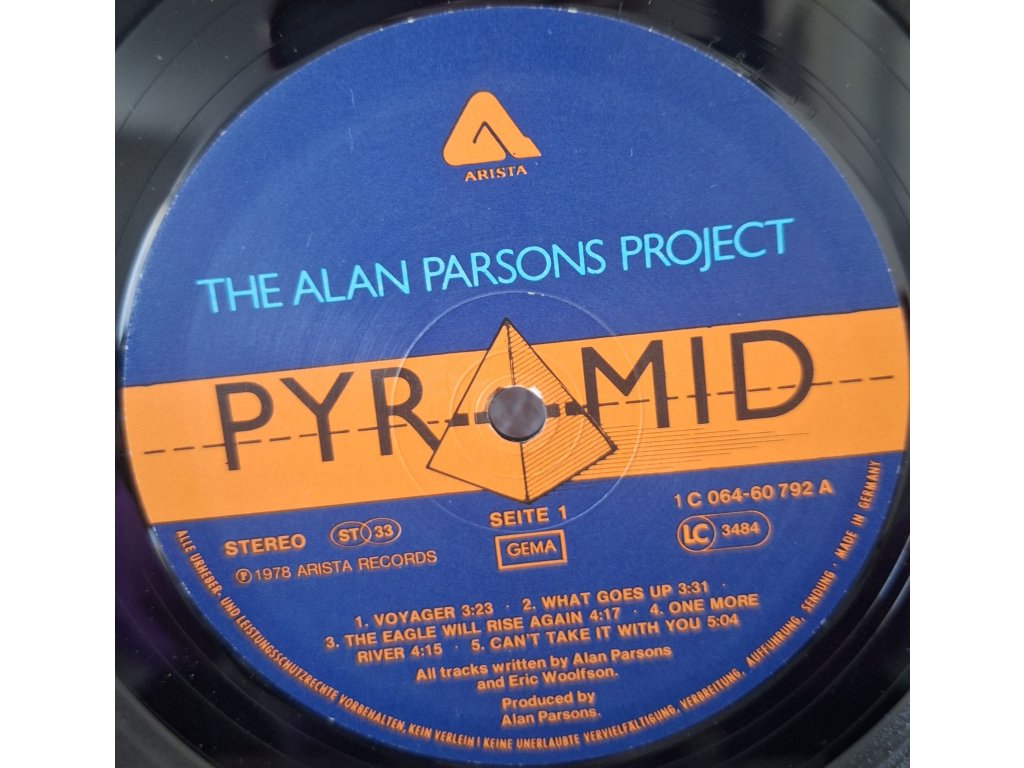 ARISTA
THE ALAN PARSONS PROJECT
PYRAMID
STEREO ST 33 SEITE 1 1 C 064-60 792 A
℗ 1978 ARISTA RECORDS GEMA LC 3484
1. VOYAGER 3:23 · 2. WHAT GOES UP 3:31 ·
3. THE EAGLE WILL RISE AGAIN 4:17 · 4. ONE MORE
RIVER 4:15 · 5. CAN'T TAKE IT WITH YOU 5:04
All tracks written by Alan Parsons
and Eric Woolfson.
Produced by
Alan Parsons.
ALLE URHEBER- UND LEISTUNGSSCHUTZRECHTE VORBEHALTEN, KEIN VERLEIH! KEINE UNERLAUBTE VERVIELFÄLTIGUNG, VERBREITUNG, AUFFÜHRUNG, SENDUNG · MADE IN GERMANY